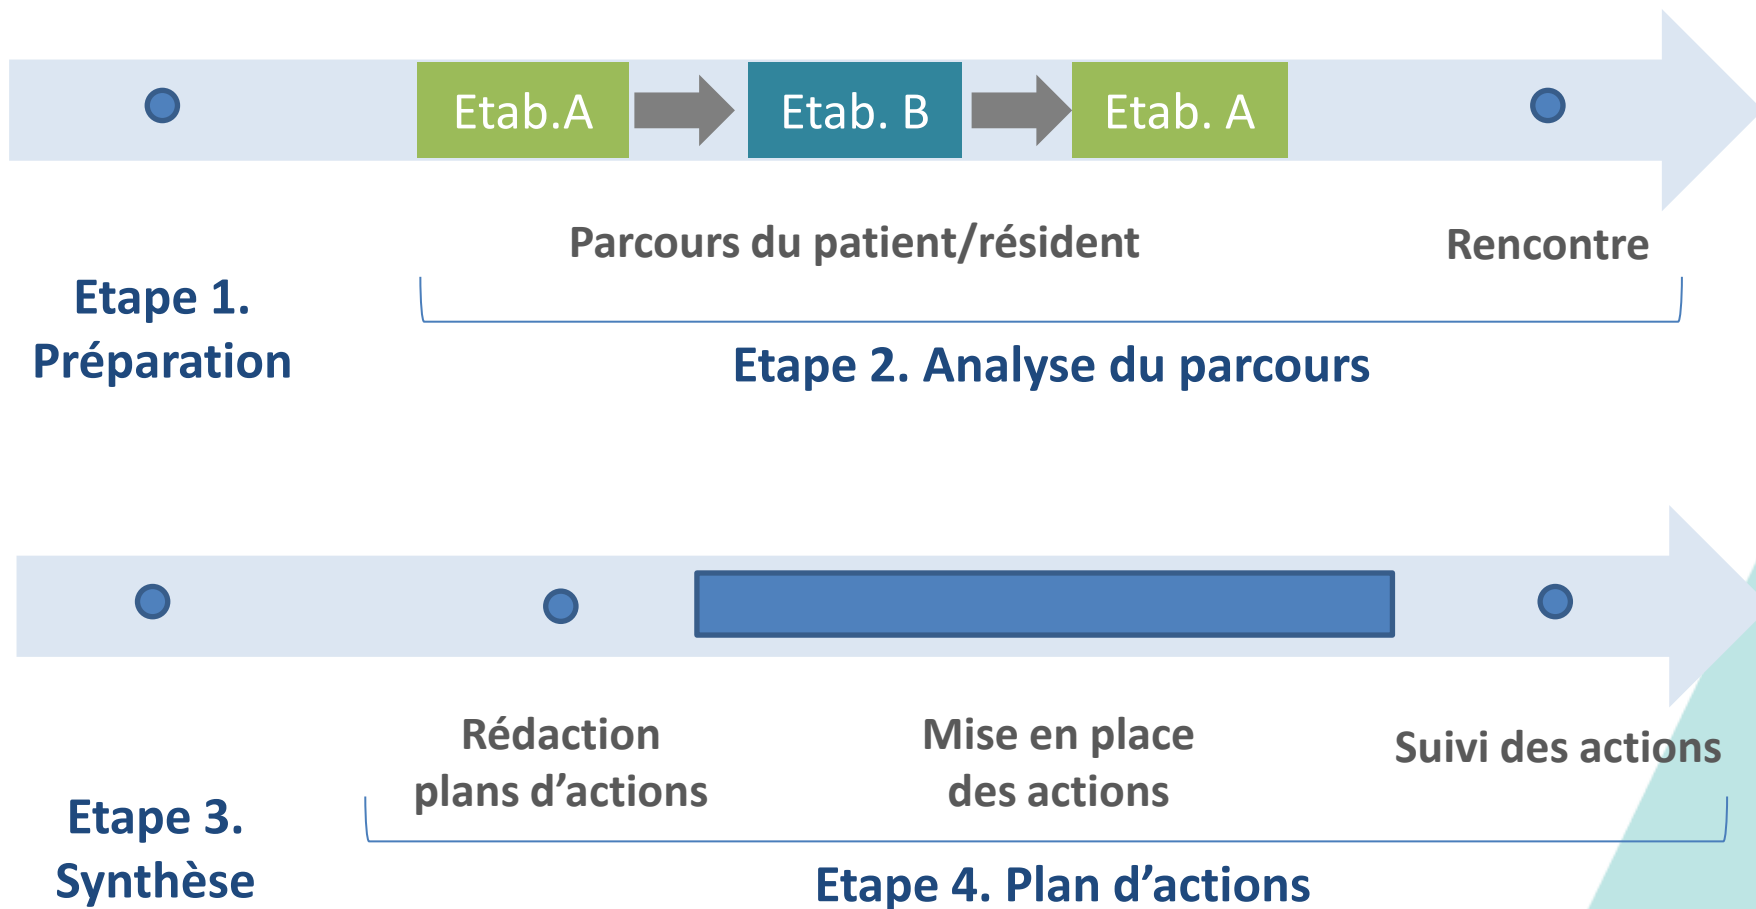 Etab.A
Etab. B
Etab. A
Parcours du patient/résident
Rencontre
Etape 1.
Préparation
Etape 2. Analyse du parcours
Rédaction
plans d’actions
Mise en place
des actions
Suivi des actions
Etape 3.
Synthèse
Etape 4. Plan d’actions